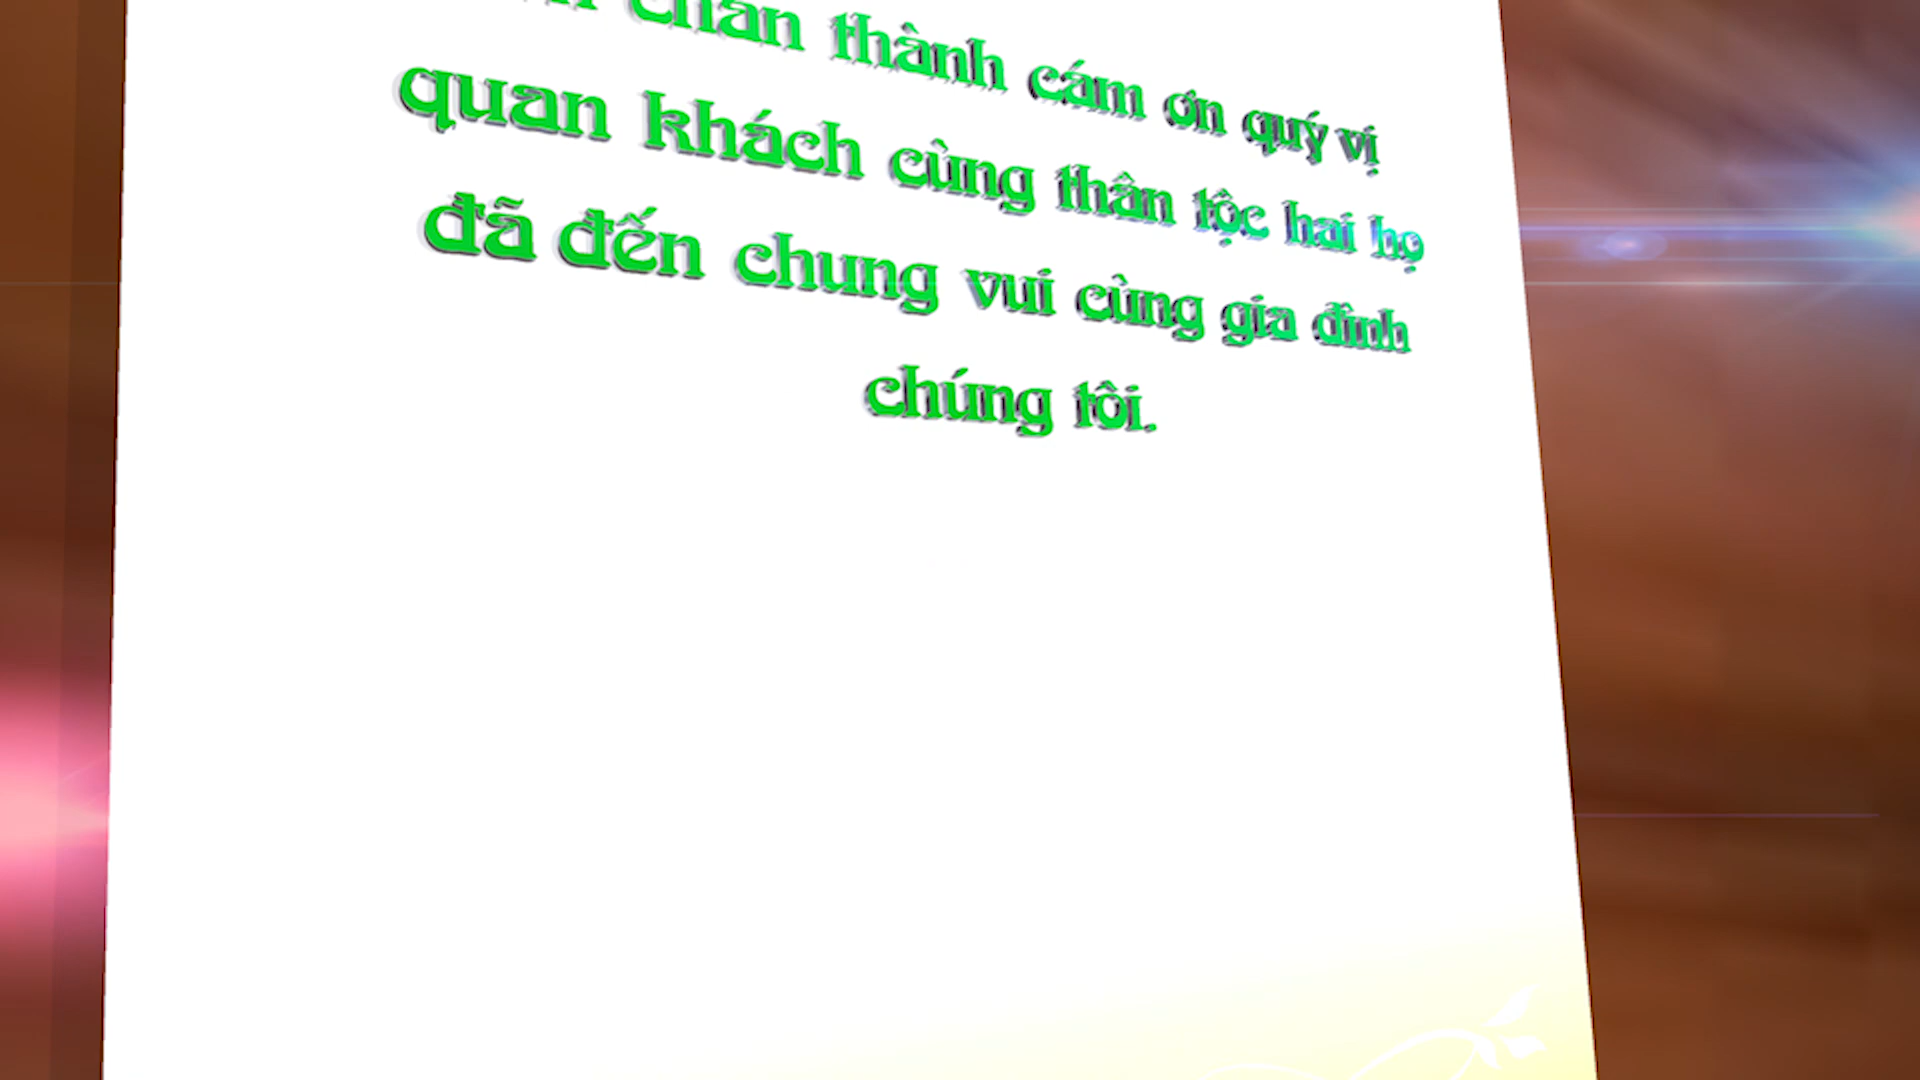 chân thành cám ơn quý vị
quan khách cùng thân tộc hai họ
đã đến chung vui cùng gia đình
chúng tôi.